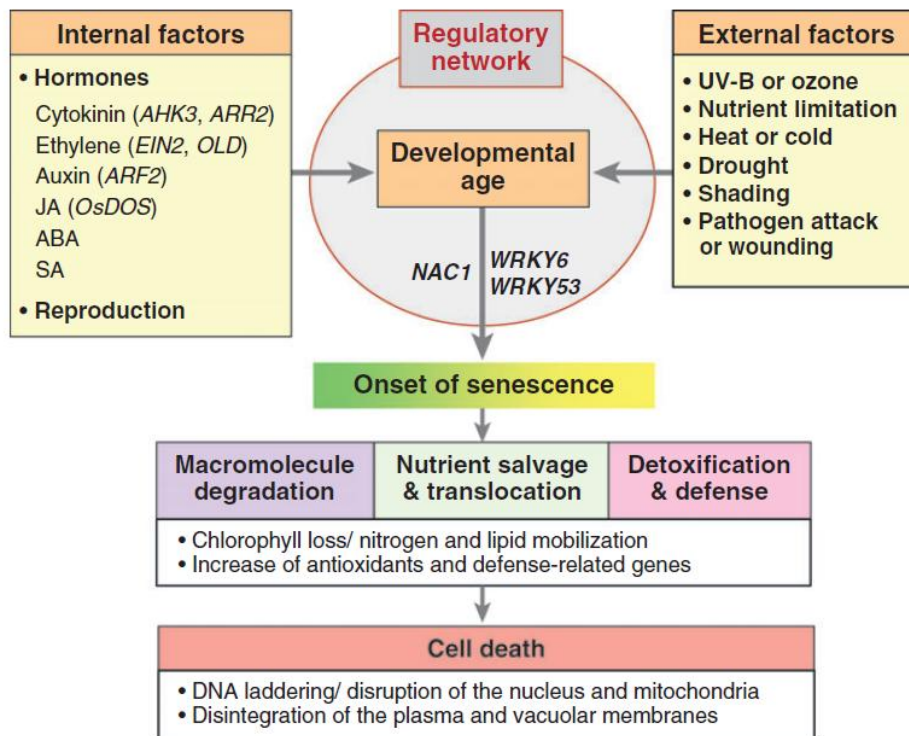 Internal factors
• Hormones
Cytokinin (AHK3, ARR2)
Ethylene (EIN2, OLD)
Auxin (ARF2)
JA (OsDOS)
ABA
SA
• Reproduction
Regulatory
network
Developmental
age
NAC1
WRKY6
WRKY53
External factors
• UV-B or ozone
• Nutrient limitation
• Heat or cold
• Drought
• Shading
• Pathogen attack
or wounding
Onset of senescence
Macromolecule
degradation
Nutrient salvage
& translocation
Detoxification
& defense
• Chlorophyll loss/ nitrogen and lipid mobilization
• Increase of antioxidants and defense-related genes
Cell death
• DNA laddering/ disruption of the nucleus and mitochondria
• Disintegration of the plasma and vacuolar membranes